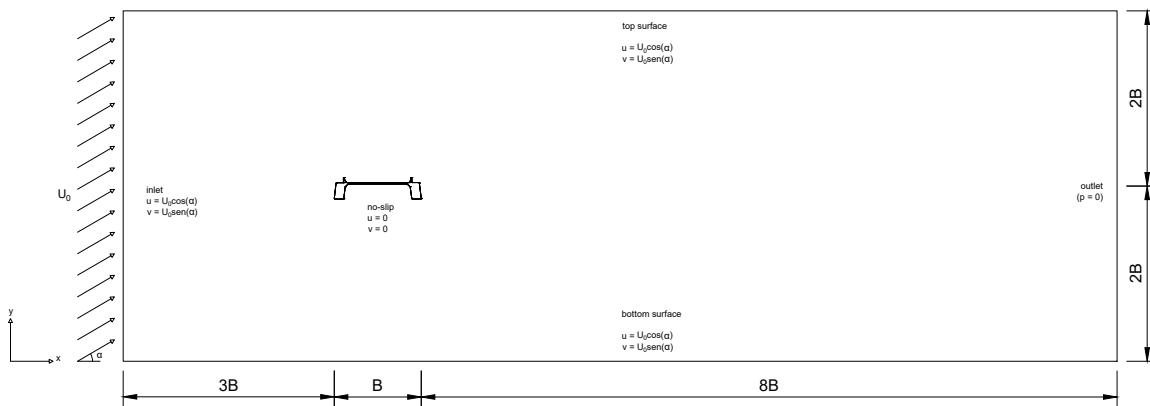 top surface
u = U₀cos(α)
v = U₀sen(α)
2B
U₀
inlet
u = U₀cos(α)
v = U₀sen(α)
no-slip
u = 0
v = 0
outlet
(p = 0)
2B
bottom surface
u = U₀cos(α)
v = U₀sen(α)
y
x
α
3B
B
8B